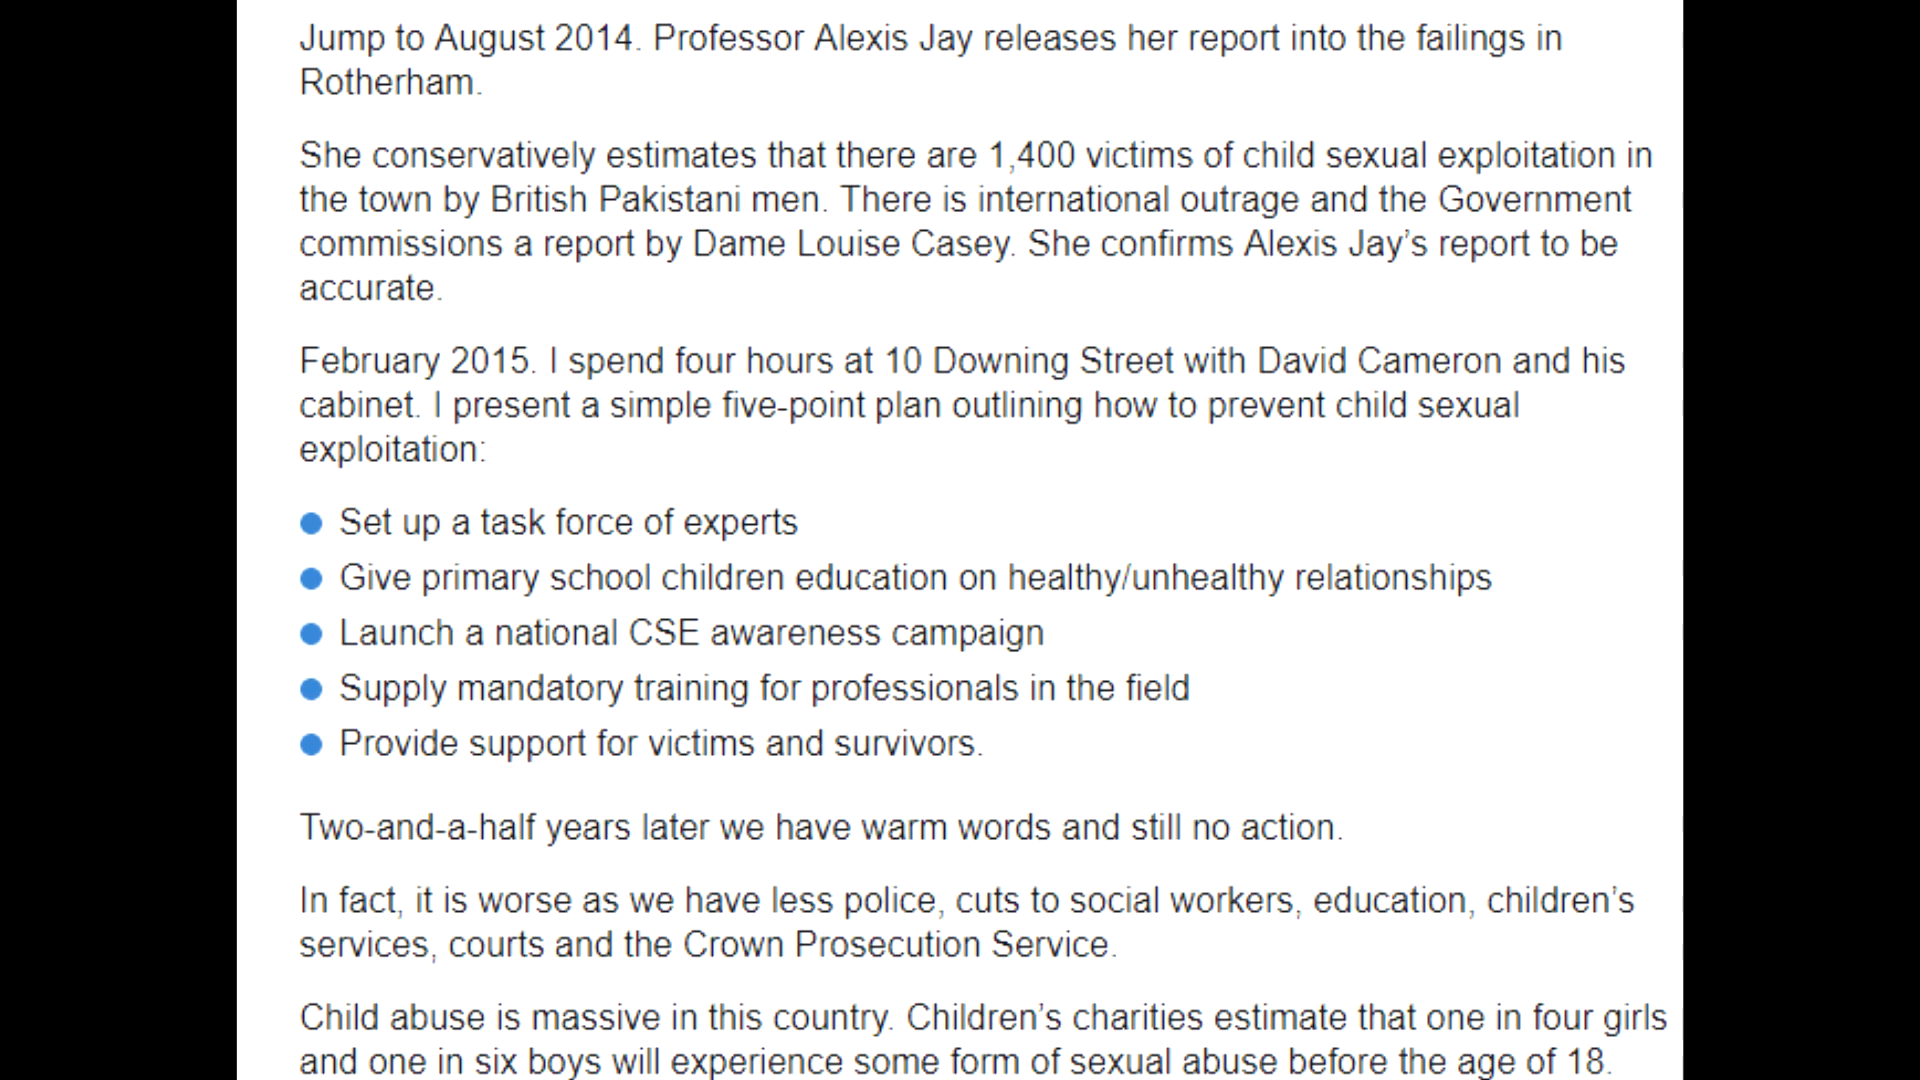 Jump to August 2014. Professor Alexis Jay releases her report into the failings in
Rotherham.
She conservatively estimates that there are 1,400 victims of child sexual exploitation in
the town by British Pakistani men. There is international outrage and the Government
commissions a report by Dame Louise Casey. She confirms Alexis Jay’s report to be
accurate.
February 2015. I spend four hours at 10 Downing Street with David Cameron and his
cabinet. I present a simple five-point plan outlining how to prevent child sexual
exploitation:
● Set up a task force of experts
● Give primary school children education on healthy/unhealthy relationships
● Launch a national CSE awareness campaign
● Supply mandatory training for professionals in the field
● Provide support for victims and survivors.
Two-and-a-half years later we have warm words and still no action.
In fact, it is worse as we have less police, cuts to social workers, education, children’s
services, courts and the Crown Prosecution Service.
Child abuse is massive in this country. Children’s charities estimate that one in four girls
and one in six boys will experience some form of sexual abuse before the age of 18.